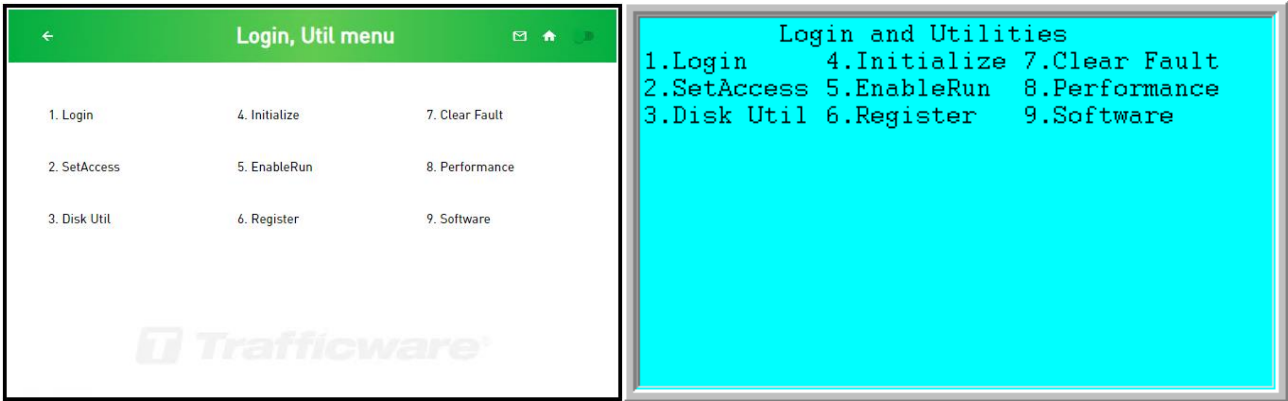 Login, Util menu
1. Login 4. Initialize 7. Clear Fault
2. SetAccess 5. EnableRun 8. Performance
3. Disk Util 6. Register 9. Software
Trafficware
Login and Utilities
1.Login 4.Initialize 7.Clear Fault
2.SetAccess 5.EnableRun 8.Performance
3.Disk Util 6.Register 9.Software